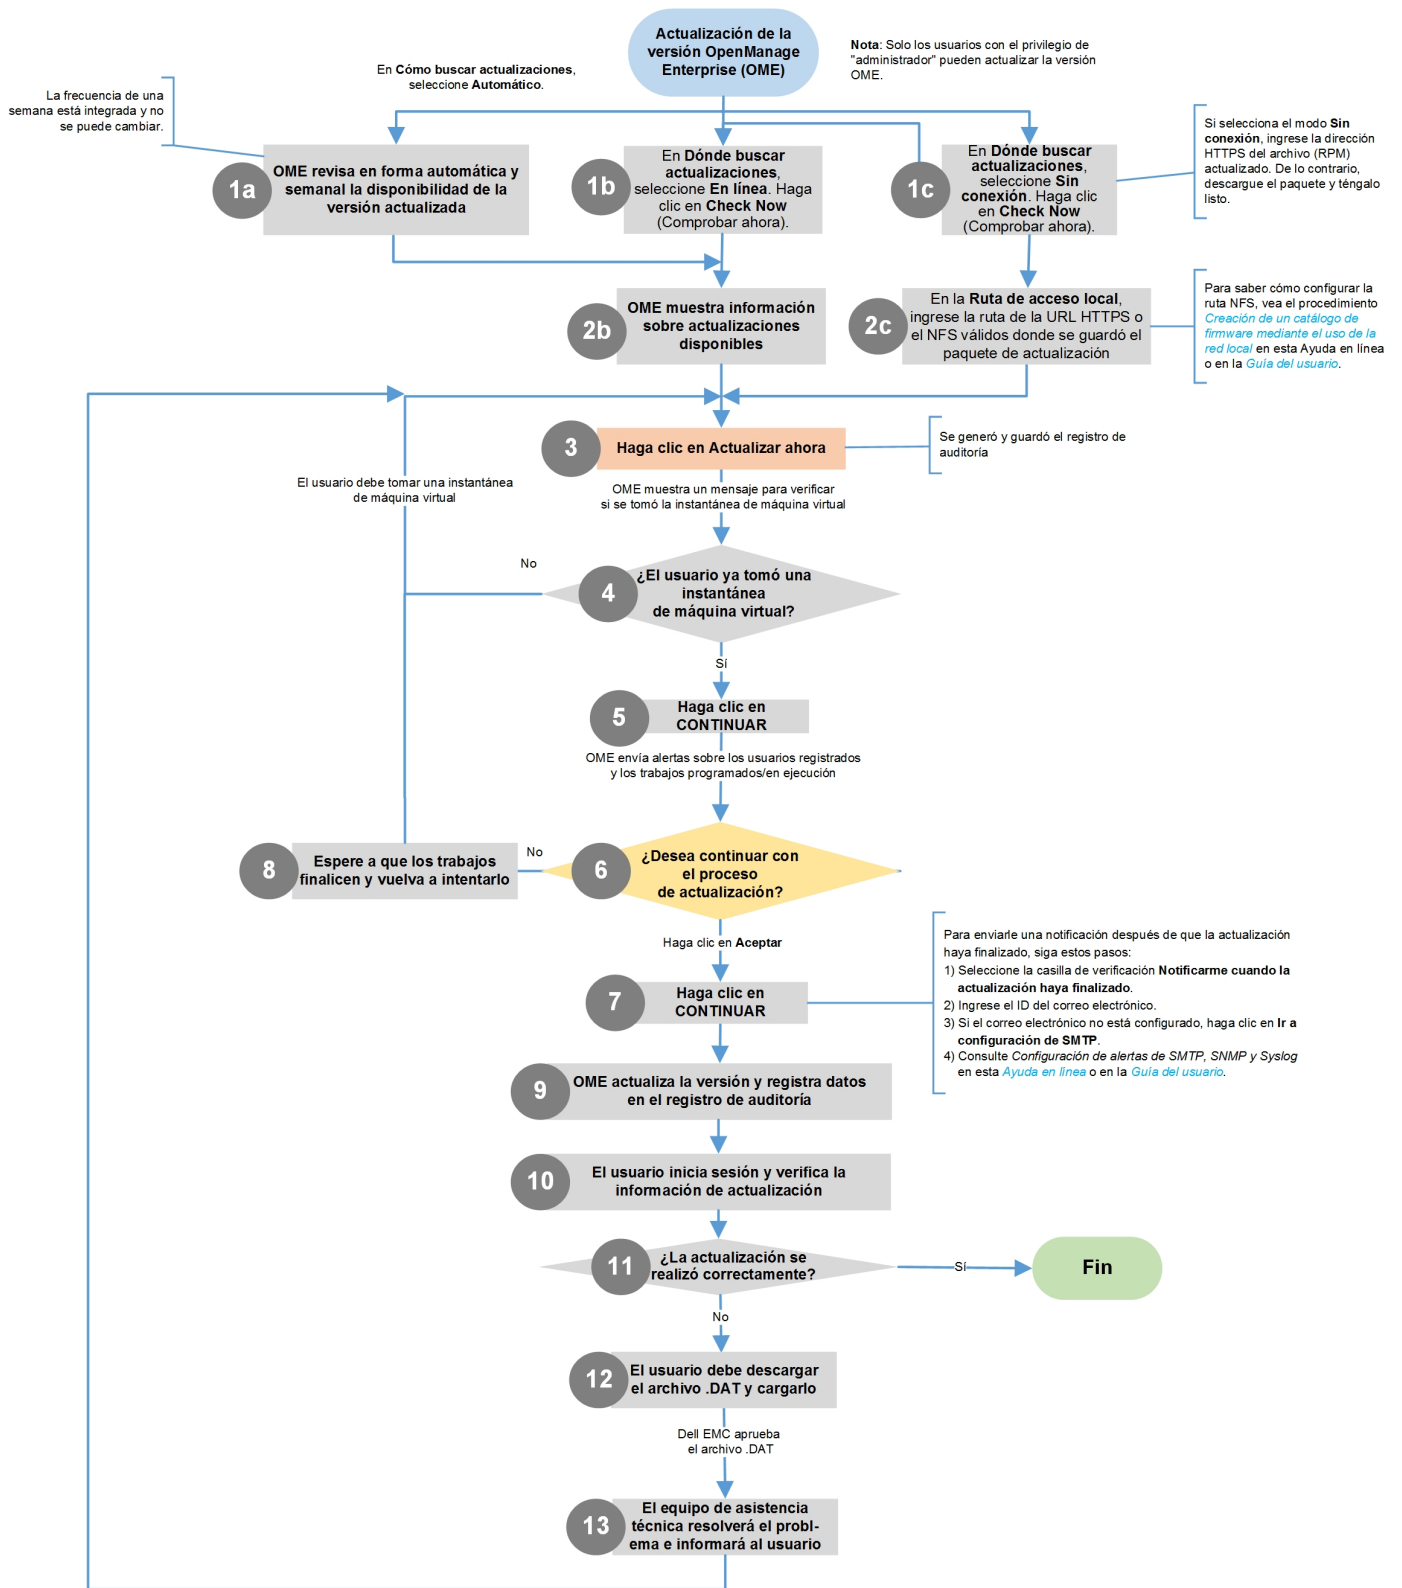 Actualización de la
versión OpenManage
Enterprise (OME)
Nota: Solo los usuarios con el privilegio de
"administrador" pueden actualizar la versión
OME.
En Cómo buscar actualizaciones,
seleccione Automático.
La frecuencia de una
semana está integrada y no
se puede cambiar.
1a
OME revisa en forma automática y
semanal la disponibilidad de la
versión actualizada
1b
En Dónde buscar
actualizaciones,
seleccione En línea. Haga
clic en Check Now
(Comprobar ahora).
1c
En Dónde buscar
actualizaciones,
seleccione Sin
conexión. Haga clic
en Check Now
(Comprobar ahora).
Si selecciona el modo Sin
conexión, ingrese la dirección
HTTPS del archivo (RPM)
actualizado. De lo contrario,
descargue el paquete y téngalo
listo.
2b
OME muestra información
sobre actualizaciones
disponibles
2c
En la Ruta de acceso local,
ingrese la ruta de la URL HTTPS o
el NFS válidos donde se guardó el
paquete de actualización
Para saber cómo configurar la
ruta NFS, vea el procedimiento
Creación de un catálogo de
firmware mediante el uso de la
red local en esta Ayuda en línea
o en la Guía del usuario.
3
Haga clic en Actualizar ahora
Se generó y guardó el registro de
auditoría
El usuario debe tomar una instantánea
de máquina virtual
OME muestra un mensaje para verificar
si se tomó la instantánea de máquina virtual
No
4
¿El usuario ya tomó una
instantánea
de máquina virtual?
Sí
5
Haga clic en
CONTINUAR
OME envía alertas sobre los usuarios registrados
y los trabajos programados/en ejecución
8
Espere a que los trabajos
finalicen y vuelva a intentarlo
No
6
¿Desea continuar con
el proceso
de actualización?
Haga clic en Aceptar
7
Haga clic en
CONTINUAR
Para enviarle una notificación después de que la actualización
haya finalizado, siga estos pasos:
1) Seleccione la casilla de verificación Notificarme cuando la
actualización haya finalizado.
2) Ingrese el ID del correo electrónico.
3) Si el correo electrónico no está configurado, haga clic en Ir a
configuración de SMTP.
4) Consulte Configuración de alertas de SMTP, SNMP y Syslog
en esta Ayuda en línea o en la Guía del usuario.
9
OME actualiza la versión y registra datos
en el registro de auditoría
10
El usuario inicia sesión y verifica la
información de actualización
11
¿La actualización se
realizó correctamente?
Sí
Fin
No
12
El usuario debe descargar
el archivo .DAT y cargarlo
Dell EMC aprueba
el archivo .DAT
13
El equipo de asistencia
técnica resolverá el probl-
ema e informará al usuario